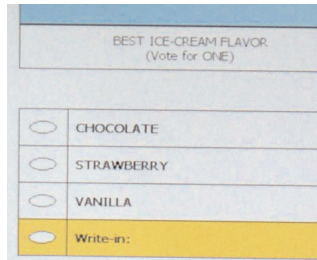 BEST ICE-CREAM FLAVOR
(Vote for ONE)
CHOCOLATE
STRAWBERRY
VANILLA
Write-in: